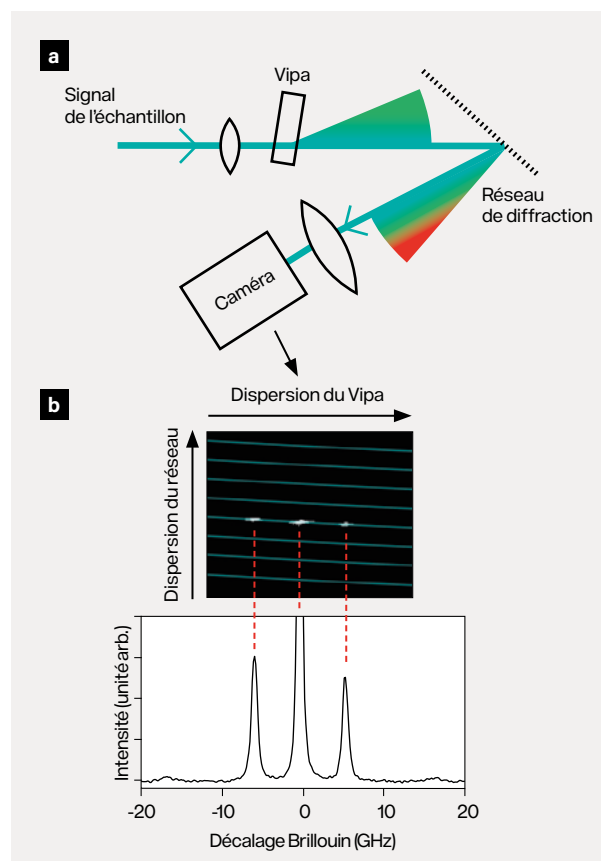 a
Vipa
Signal
de l'échantillon
Réseau
de diffraction
Caméra
b
Dispersion du Vipa
Dispersion du réseau
Intensité (unité arb.)
-20 -10 0 10 20
Décalage Brillouin (GHz)